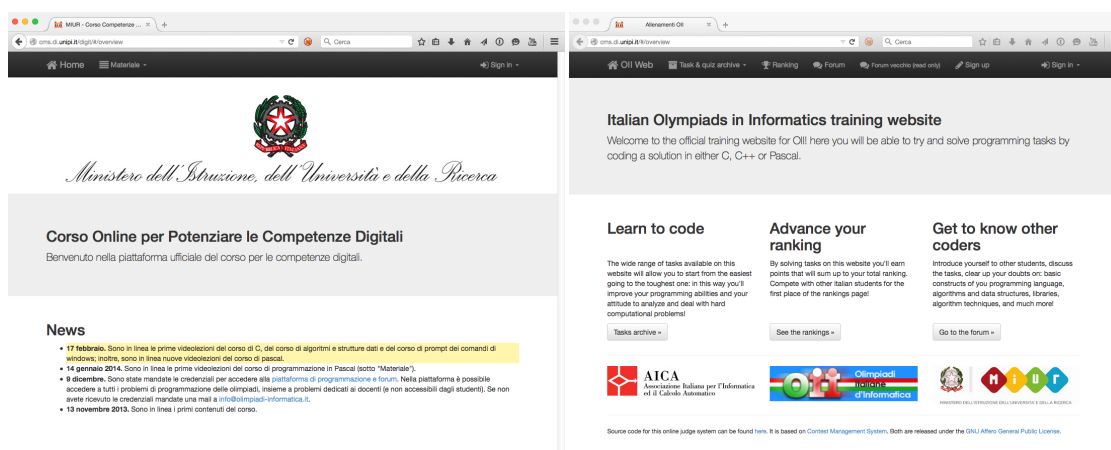 MIUR - Corso Competenze ...
cms.di.unipi.it/digit/#/overview
Cerca
Home
Materiale
Sign in
Ministero dell'Istruzione, dell'Università e della Ricerca
Corso Online per Potenziare le Competenze Digitali
Benvenuto nella piattaforma ufficiale del corso per le competenze digitali.
News
17 febbraio. Sono in linea le prime videolezioni del corso di C, del corso di algoritmi e strutture dati e del corso di prompt dei comandi di
windows; inoltre, sono in linea nuove videolezioni del corso di pascal.
14 gennaio 2014. Sono in linea le prime videolezioni del corso di programmazione in Pascal (sotto "Materiale").
9 dicembre. Sono state mandate le credenziali per accedere alla piattaforma di programmazione e forum. Nella piattaforma è possibile
accedere a tutti i problemi di programmazione delle olimpiadi, insieme a problemi dedicati ai docenti (e non accessibili dagli studenti). Se non
avete ricevuto le credenziali mandate una mail a info@olimpiadi-informatica.it.
13 novembre 2013. Sono in linea i primi contenuti del corso.
Allenamenti OII
cms.di.unipi.it/#/overview
Cerca
OII Web
Task & quiz archive
Ranking
Forum
Forum vecchio (read only)
Sign up
Sign in
Italian Olympiads in Informatics training website
Welcome to the official training website for OII! here you will be able to try and solve programming tasks by
coding a solution in either C, C++ or Pascal.
Learn to code
The wide range of tasks available on this
website will allow you to start from the easiest
going to the toughest one: in this way you'll
improve your programming abilities and your
attitude to analyze and deal with hard
computational problems!
Tasks archive »
Advance your
ranking
By solving tasks on this website you'll earn
points that will sum up to your total ranking.
Compete with other italian students for the
first place of the rankings page!
See the rankings »
Get to know other
coders
Introduce yourself to other students, discuss
the tasks, clear up your doubts on: basic
constructs of you programming language,
algorithms and data structures, libraries,
algorithm techniques, and much more!
Go to the forum »
AICA
Associazione Italiana per l'Informatica
ed il Calcolo Automatico
Olimpiadi
Italiane
d'Informatica
MIUR
MINISTERO DELL'ISTRUZIONE DELL'UNIVERSITÀ E DELLA RICERCA
Source code for this online judge system can be found here. It is based on Contest Management System. Both are released under the GNU Affero General Public License.